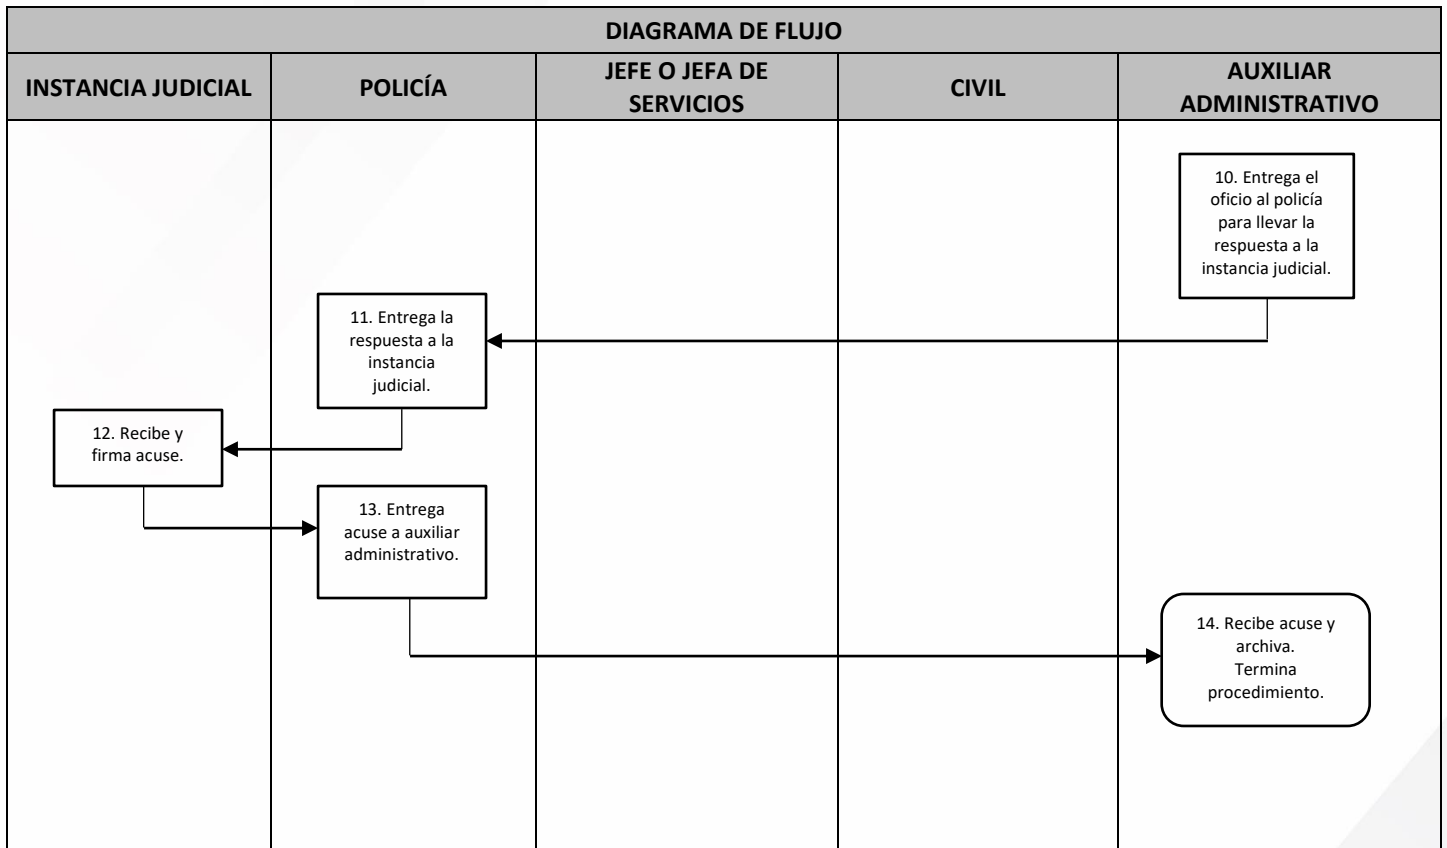 DIAGRAMA DE FLUJO
INSTANCIA JUDICIAL
POLICÍA
JEFE O JEFA DE
SERVICIOS
CIVIL
AUXILIAR
ADMINISTRATIVO
10. Entrega el
oficio al policía
para llevar la
respuesta a la
instancia judicial.
11. Entrega la
respuesta a la
instancia
judicial.
12. Recibe y
firma acuse.
13. Entrega
acuse a auxiliar
administrativo.
14. Recibe acuse y
archiva.
Termina
procedimiento.